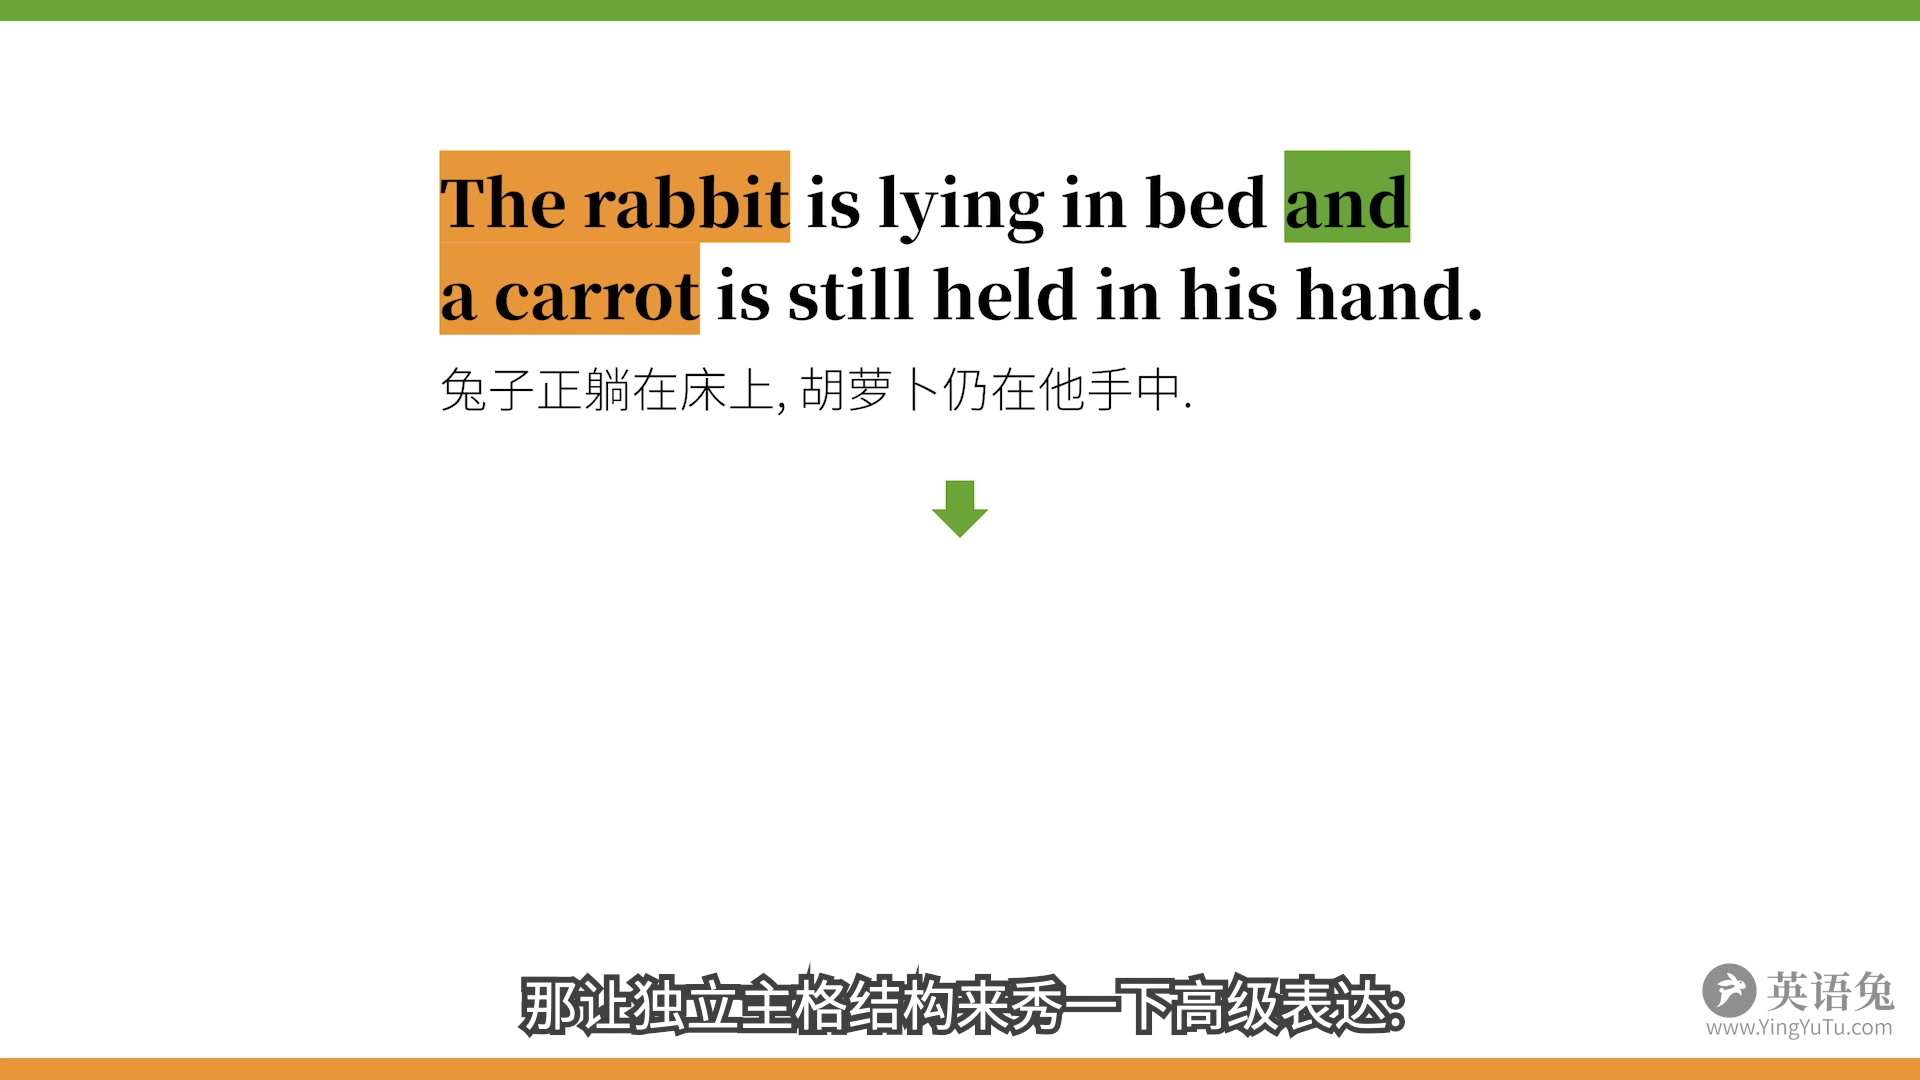 The rabbit is lying in bed and
a carrot is still held in his hand.
兔子正躺在床上, 胡萝卜仍在他手中.
那让独立主格结构来秀一下高级表达:
英语兔
www.YingYuTu.com